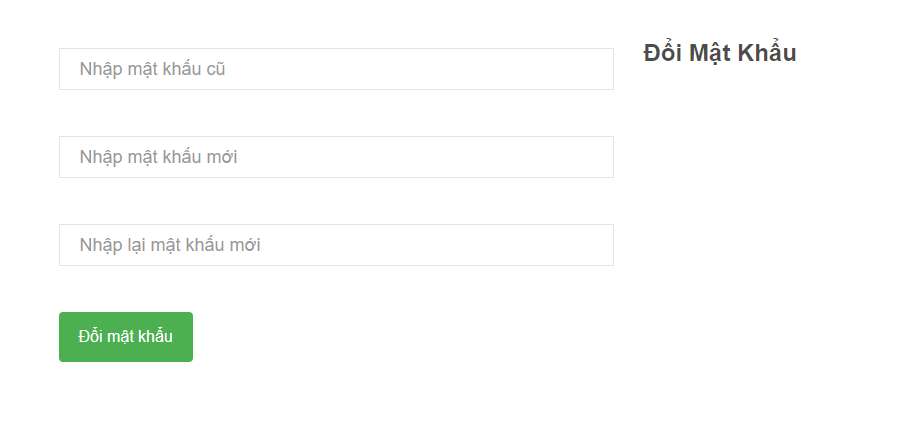 Đổi Mật Khẩu
Nhập mật khẩu cũ
Nhập mật khẩu mới
Nhập lại mật khẩu mới
Đổi mật khẩu